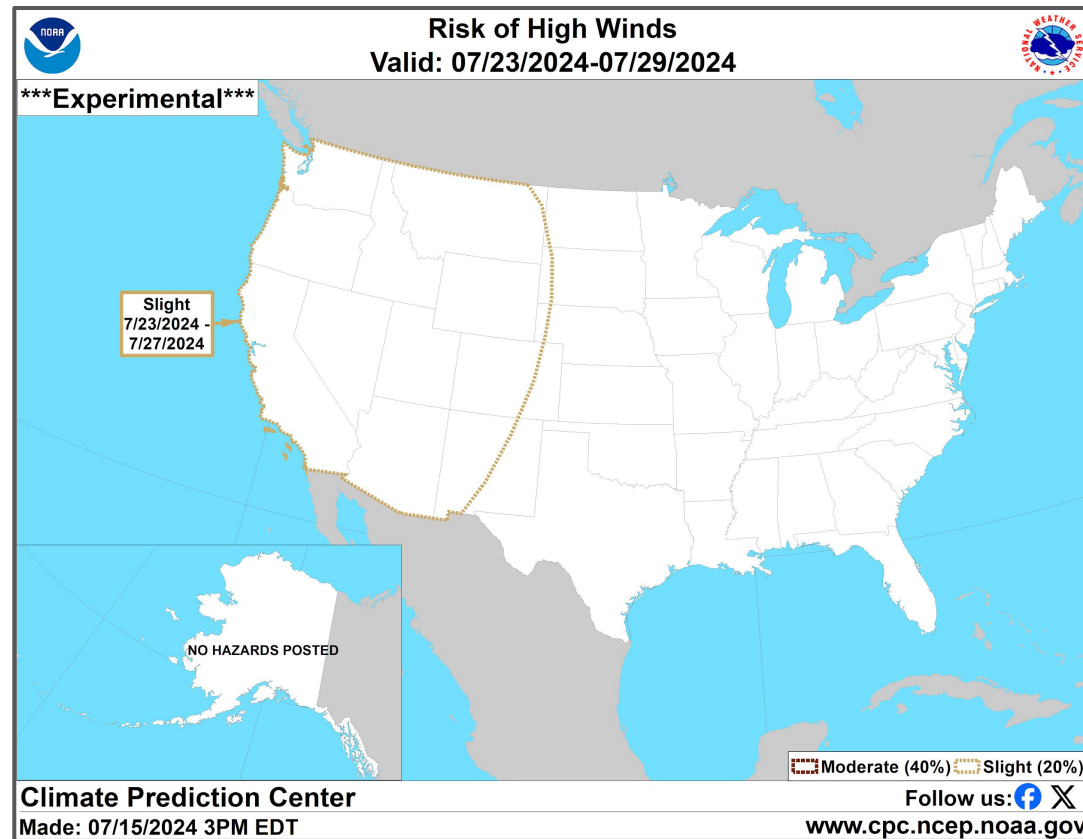 NOAA
Risk of High Winds
Valid: 07/23/2024-07/29/2024
NATIONAL WEATHER SERVICE
***Experimental***
Slight
7/23/2024 -
7/27/2024
NO HAZARDS POSTED
Moderate (40%) Slight (20%)
Climate Prediction Center
Follow us:
Made: 07/15/2024 3PM EDT
www.cpc.ncep.noaa.gov